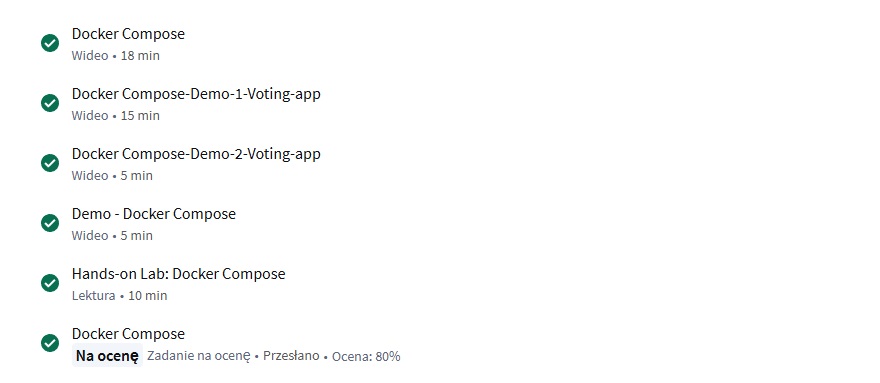 Docker Compose
Wideo • 18 min
Docker Compose-Demo-1-Voting-app
Wideo • 15 min
Docker Compose-Demo-2-Voting-app
Wideo • 5 min
Demo - Docker Compose
Wideo • 5 min
Hands-on Lab: Docker Compose
Lektura • 10 min
Docker Compose
Na ocenę Zadanie na ocenę • Przesłano • Ocena: 80%